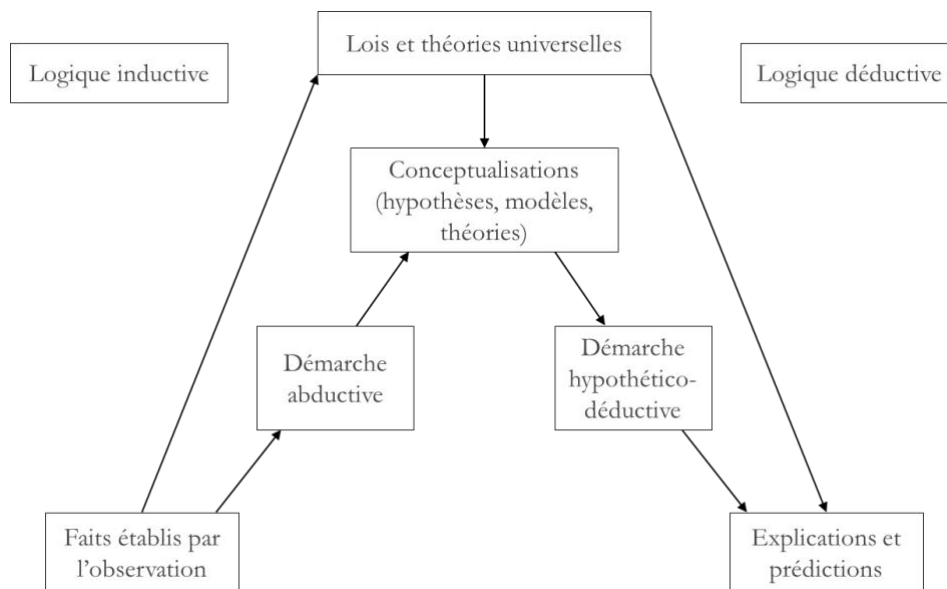 Lois et théories universelles
Logique inductive
Logique déductive
Conceptualisations
(hypothèses, modèles,
théories)
Démarche
abductive
Démarche
hypothético-
déductive
Faits établis par
l’observation
Explications et
prédictions